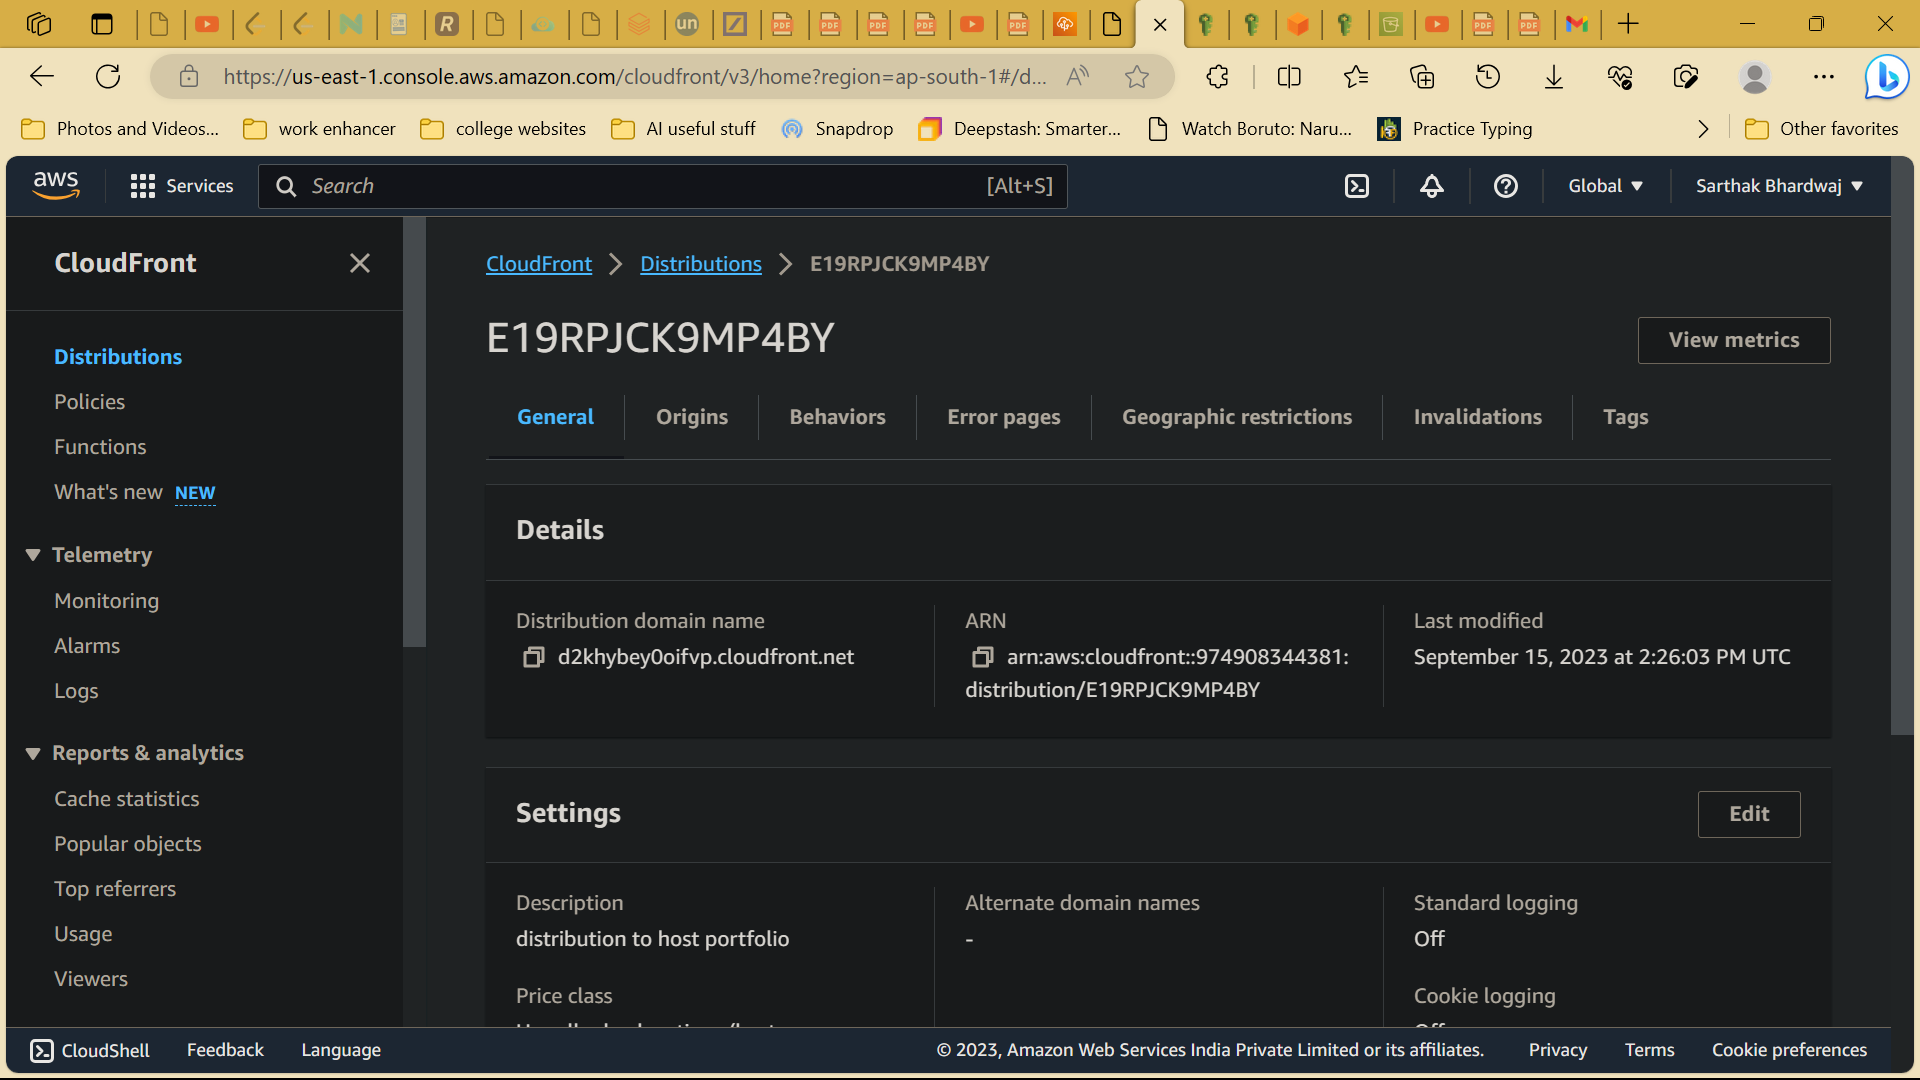 https://us-east-1.console.aws.amazon.com/cloudfront/v3/home?region=ap-south-1#/d...
Photos and Videos... work enhancer college websites AI useful stuff Snapdrop Deepstash: Smarter... Watch Boruto: Naru... Practice Typing Other favorites
aws Services Search [Alt+S] Global Sarthak Bhardwaj
CloudFront
Distributions
Policies
Functions
What's new NEW
Telemetry
Monitoring
Alarms
Logs
Reports & analytics
Cache statistics
Popular objects
Top referrers
Usage
Viewers
CloudFront Distributions E19RPJCK9MP4BY
E19RPJCK9MP4BY
View metrics
General Origins Behaviors Error pages Geographic restrictions Invalidations Tags
Details
Distribution domain name
d2khybey0oifvp.cloudfront.net
ARN
arn:aws:cloudfront::974908344381:
distribution/E19RPJCK9MP4BY
Last modified
September 15, 2023 at 2:26:03 PM UTC
Settings
Edit
Description
distribution to host portfolio
Alternate domain names
-
Standard logging
Off
Price class
Cookie logging
CloudShell Feedback Language © 2023, Amazon Web Services India Private Limited or its affiliates. Privacy Terms Cookie preferences